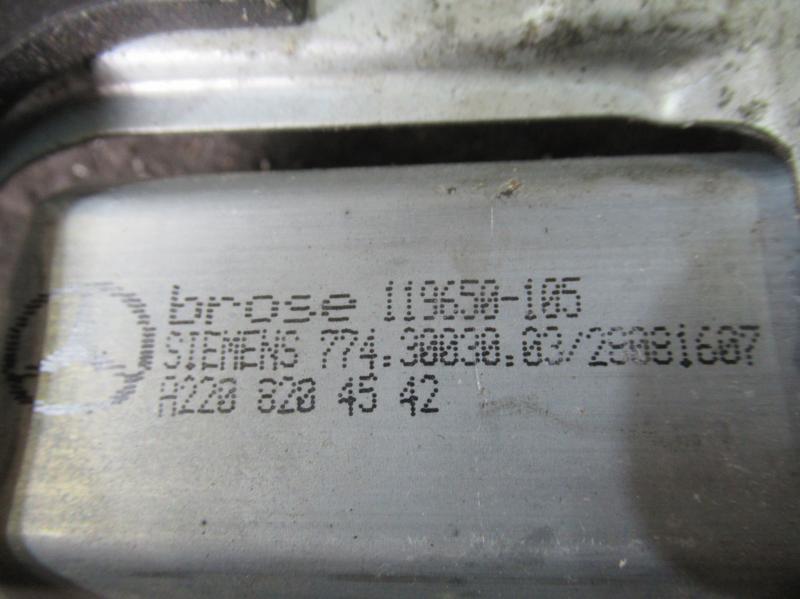 brose 119650-105
SIEMENS 774.30030.03/28081607
A220 820 45 42